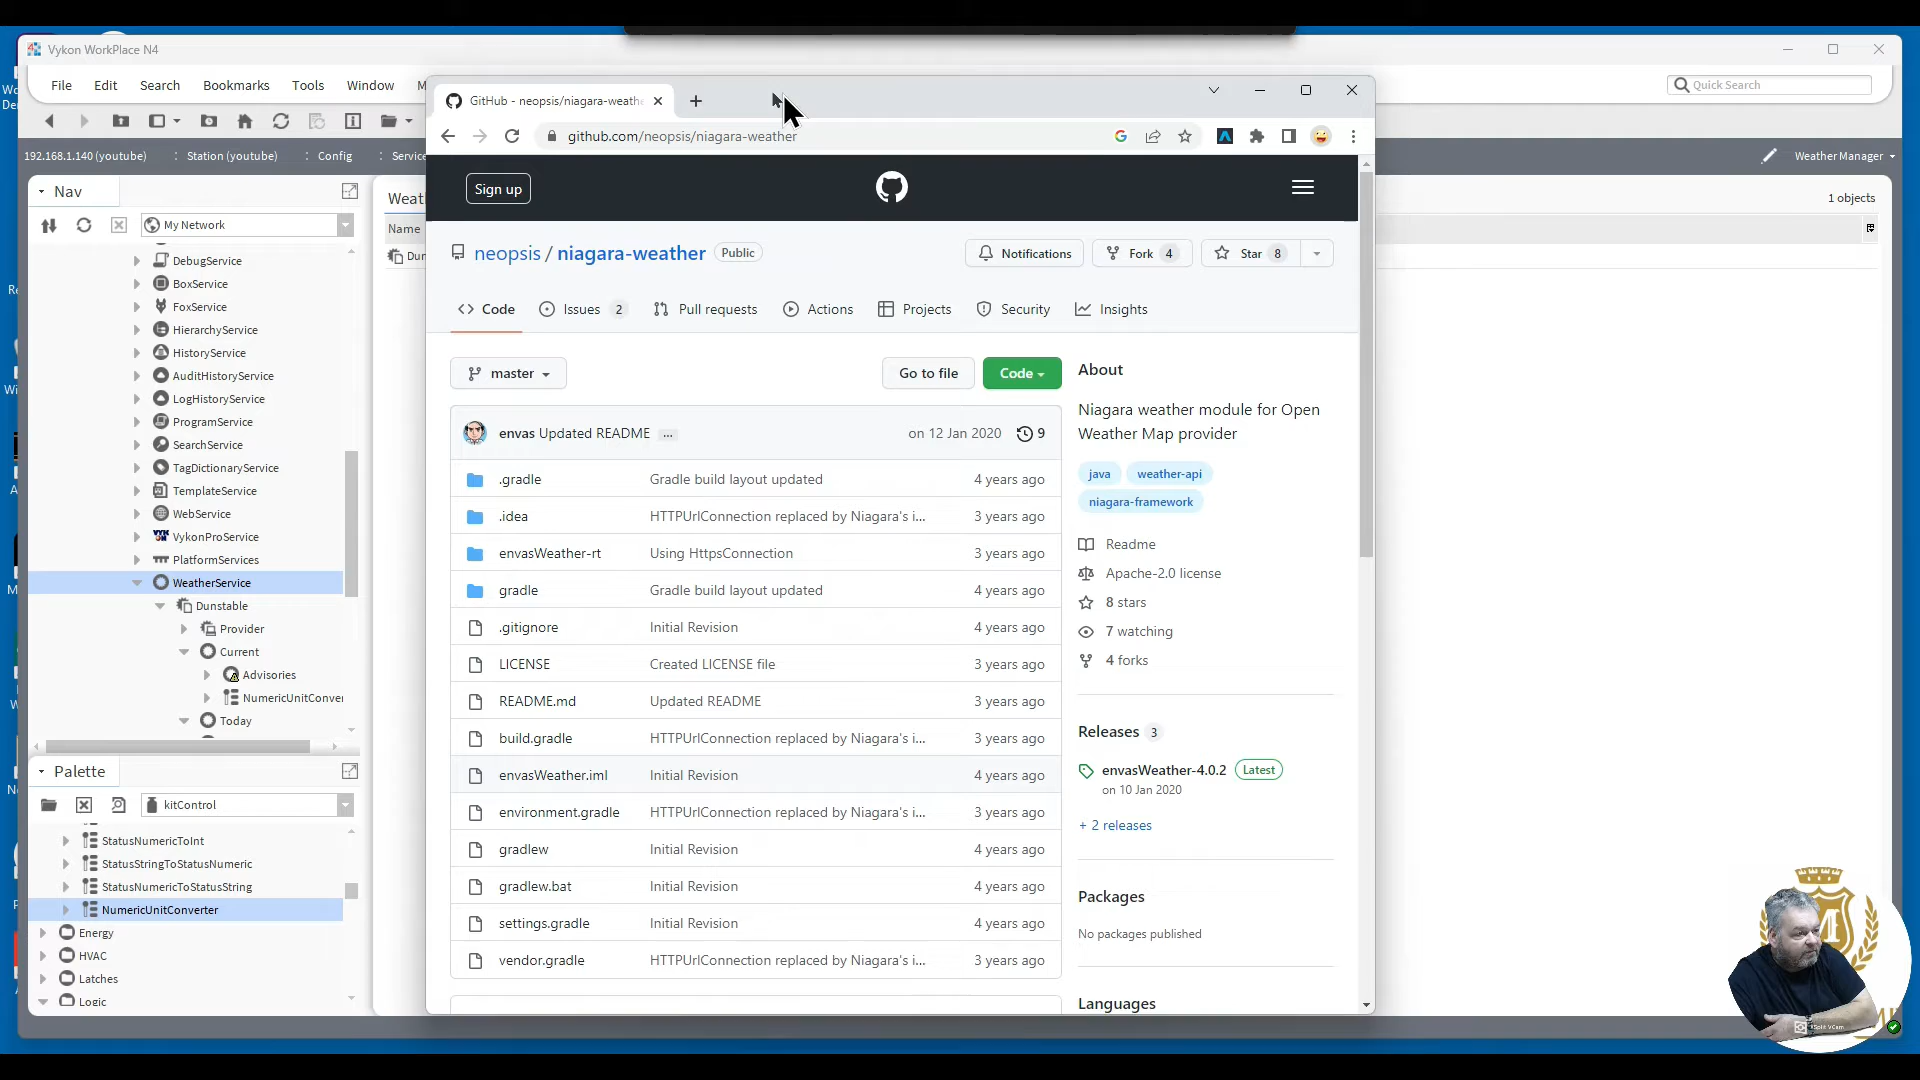 Vykon WorkPlace N4
File Edit Search Bookmarks Tools Window M
Quick Search
192.168.1.140 (youtube) : Station (youtube) : Config : Service
Weather Manager
Nav
My Network
DebugService
BoxService
FoxService
HierarchyService
HistoryService
AuditHistoryService
LogHistoryService
ProgramService
SearchService
TagDictionaryService
TemplateService
WebService
VykonProService
PlatformServices
WeatherService
Dunstable
Provider
Current
Advisories
NumericUnitConver
Today
Palette
kitControl
StatusNumericToInt
StatusStringToStatusNumeric
StatusNumericToStatusString
NumericUnitConverter
Energy
HVAC
Latches
Logic
Weat
1 objects
Name
Dun
GitHub - neopsis/niagara-weath
github.com/neopsis/niagara-weather
Sign up
neopsis / niagara-weather Public
Notifications Fork 4 Star 8
Code Issues 2 Pull requests Actions Projects Security Insights
master Go to file Code
envas Updated README ... on 12 Jan 2020 9
.gradle Gradle build layout updated 4 years ago
.idea HTTPUrlConnection replaced by Niagara's i... 3 years ago
envasWeather-rt Using HttpsConnection 3 years ago
gradle Gradle build layout updated 4 years ago
.gitignore Initial Revision 4 years ago
LICENSE Created LICENSE file 3 years ago
README.md Updated README 3 years ago
build.gradle HTTPUrlConnection replaced by Niagara's i... 3 years ago
envasWeather.iml Initial Revision 4 years ago
environment.gradle HTTPUrlConnection replaced by Niagara's i... 3 years ago
gradlew Initial Revision 4 years ago
gradlew.bat Initial Revision 4 years ago
settings.gradle Initial Revision 4 years ago
vendor.gradle HTTPUrlConnection replaced by Niagara's i... 3 years ago
About
Niagara weather module for Open
Weather Map provider
java weather-api
niagara-framework
Readme
Apache-2.0 license
8 stars
7 watching
4 forks
Releases 3
envasWeather-4.0.2 Latest
on 10 Jan 2020
+ 2 releases
Packages
No packages published
Languages